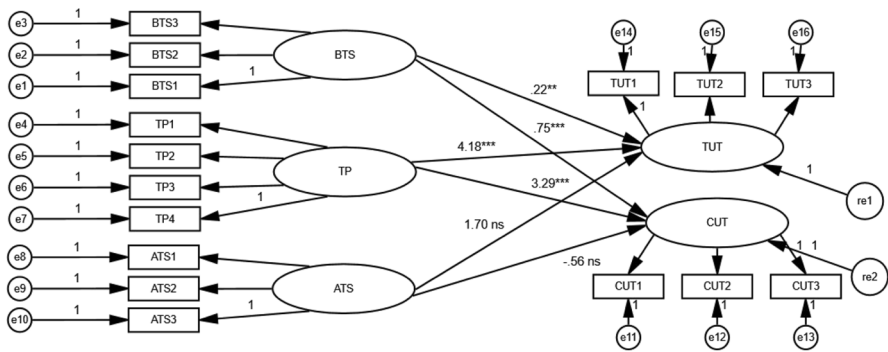 e3 1 BTS3
e2 1 BTS2
e1 1 BTS1 1
BTS
e4 1 TP1
e5 1 TP2
e6 1 TP3
e7 1 TP4 1
TP
e8 1 ATS1
e9 1 ATS2
e10 1 ATS3 1
ATS
.22**
.75***
4.18***
3.29***
1.70 ns
-.56 ns
e14 e15 e16
1 1 1
TUT1 TUT2 TUT3
1
TUT
1
re1
CUT
1 1
re2
CUT1 CUT2 CUT3
1 1 1
e11 e12 e13